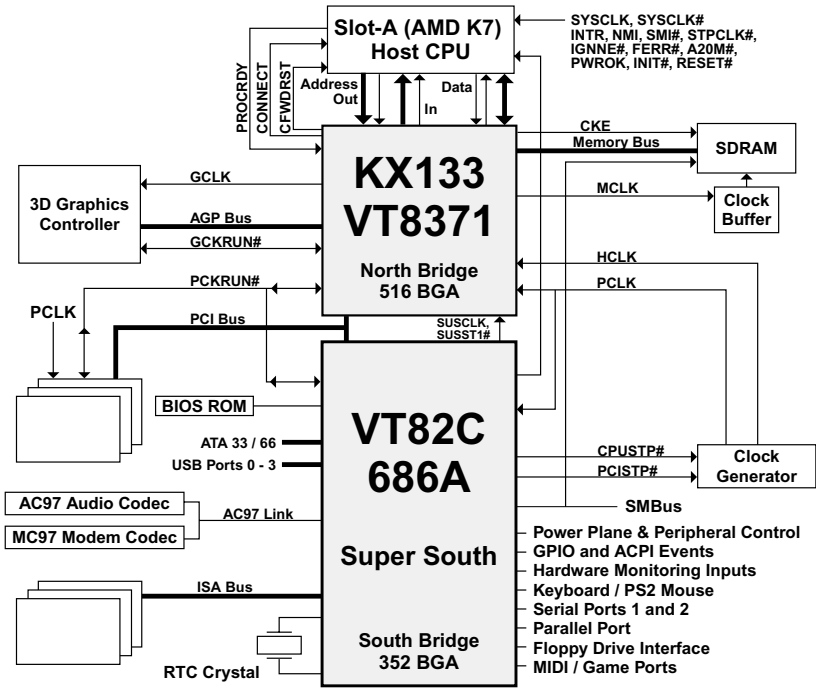 Slot-A (AMD K7)
Host CPU
SYSCLK, SYSCLK#
INTR, NMI, SMI#, STPCLK#,
IGNNE#, FERR#, A20M#,
PWROK, INIT#, RESET#
PROCRDY
CONNECT
CFWDRST
Address
Out
In
Data
CKE
Memory Bus
SDRAM
MCLK
Clock
Buffer
KX133
VT8371
North Bridge
516 BGA
3D Graphics
Controller
GCLK
AGP Bus
GCKRUN#
HCLK
PCLK
PCKRUN#
PCLK
PCI Bus
SUSCLK,
SUSST1#
BIOS ROM
ATA 33 / 66
USB Ports 0 - 3
VT82C
686A
Super South
South Bridge
352 BGA
CPUSTP#
PCISTP#
Clock
Generator
SMBus
AC97 Audio Codec
MC97 Modem Codec
AC97 Link
ISA Bus
RTC Crystal
Power Plane & Peripheral Control
GPIO and ACPI Events
Hardware Monitoring Inputs
Keyboard / PS2 Mouse
Serial Ports 1 and 2
Parallel Port
Floppy Drive Interface
MIDI / Game Ports